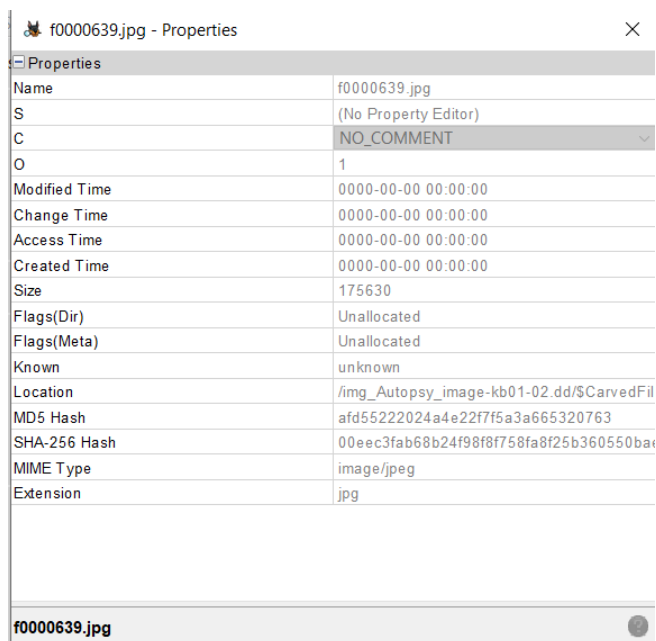 f0000639.jpg - Properties
Properties
Name f0000639.jpg
S (No Property Editor)
C NO_COMMENT
O 1
Modified Time 0000-00-00 00:00:00
Change Time 0000-00-00 00:00:00
Access Time 0000-00-00 00:00:00
Created Time 0000-00-00 00:00:00
Size 175630
Flags(Dir) Unallocated
Flags(Meta) Unallocated
Known unknown
Location /img_Autopsy_image-kb01-02.dd/$CarvedFil
MD5 Hash afd55222024a4e22f7f5a3a665320763
SHA-256 Hash 00eec3fab68b24f98f8f758fa8f25b360550bae
MIME Type image/jpeg
Extension jpg
f0000639.jpg